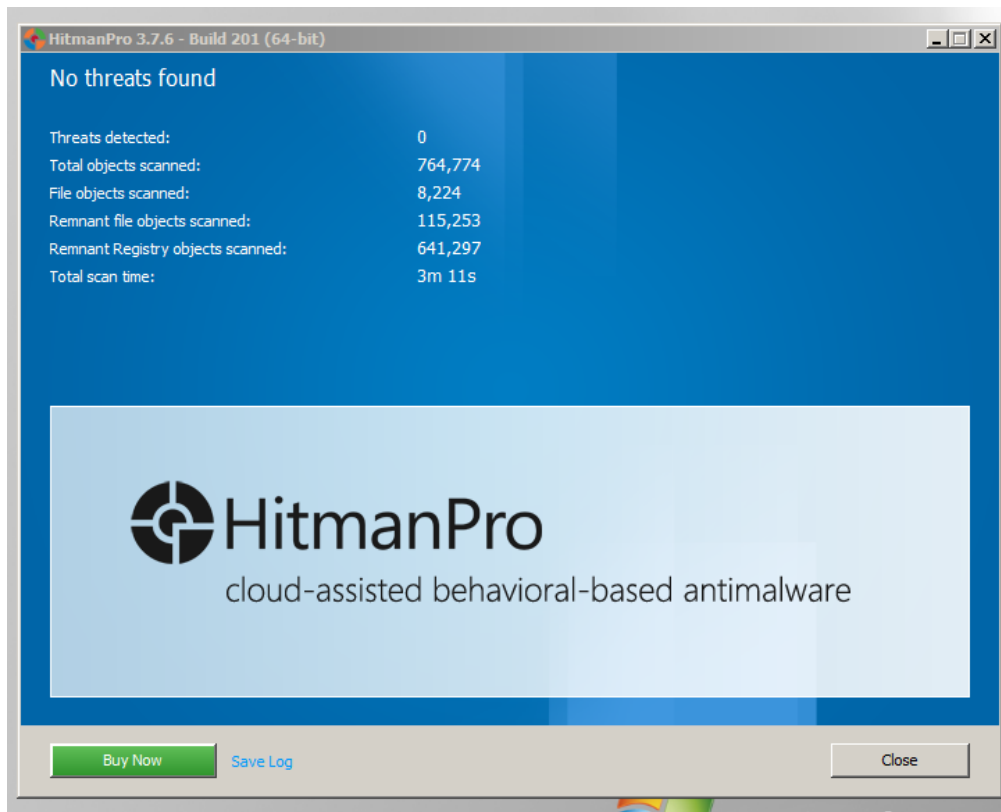 HitmanPro 3.7.6 - Build 201 (64-bit)
No threats found
Threats detected: 0
Total objects scanned: 764,774
File objects scanned: 8,224
Remnant file objects scanned: 115,253
Remnant Registry objects scanned: 641,297
Total scan time: 3m 11s
HitmanPro
cloud-assisted behavioral-based antimalware
Buy Now Save Log Close